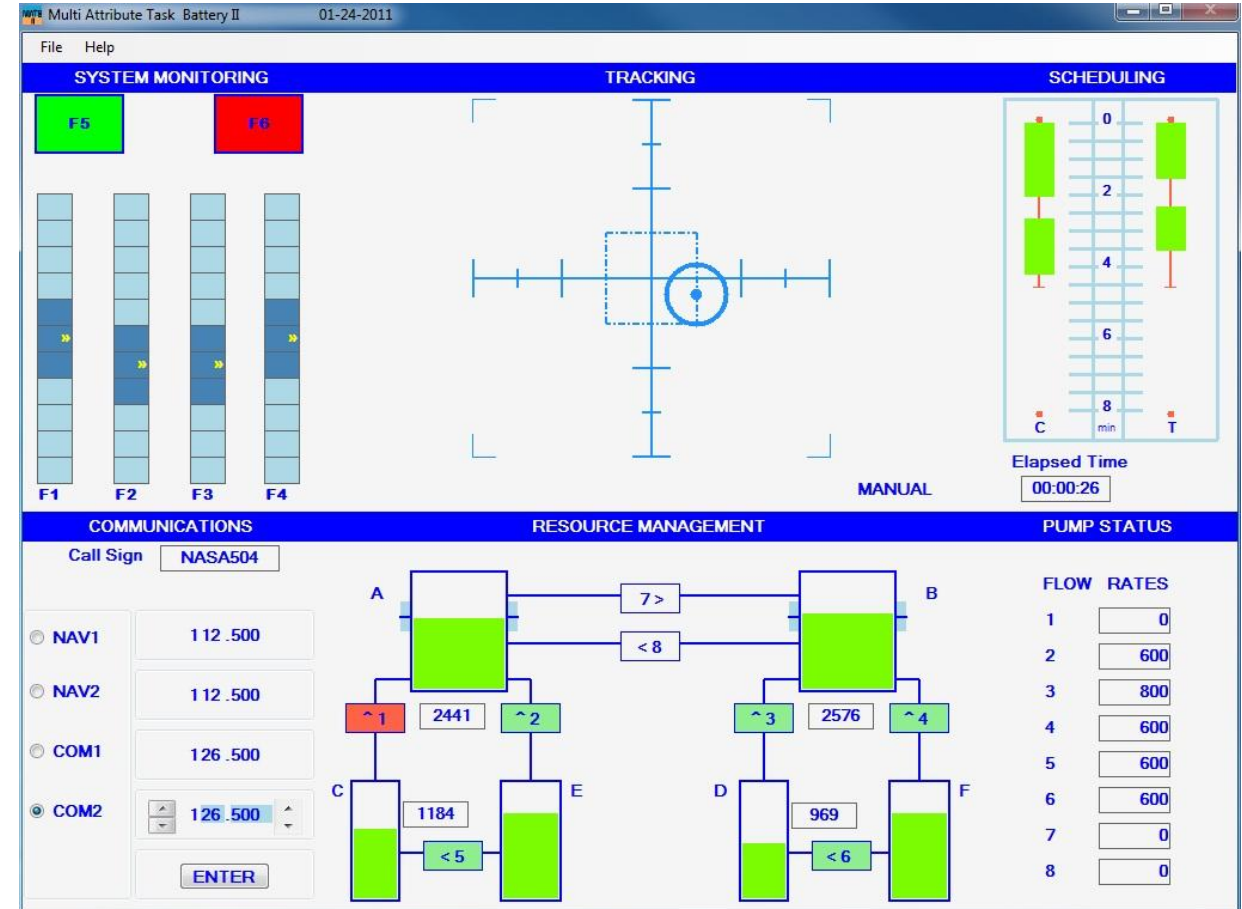 Multi Attribute Task Battery II 01-24-2011
File Help
SYSTEM MONITORING
F5 F6
» » » »
F1 F2 F3 F4
TRACKING
MANUAL
SCHEDULING
0
2
4
6
8
C min T
Elapsed Time
00:00:26
COMMUNICATIONS
Call Sign NASA504
NAV1 112.500
NAV2 112.500
COM1 126.500
COM2 126.500
ENTER
RESOURCE MANAGEMENT
A 7 > B
< 8
^ 1 2441 ^ 2 ^ 3 2576 ^ 4
C E D F
1184 969
< 5 < 6
PUMP STATUS
FLOW RATES
1 0
2 600
3 800
4 600
5 600
6 600
7 0
8 0